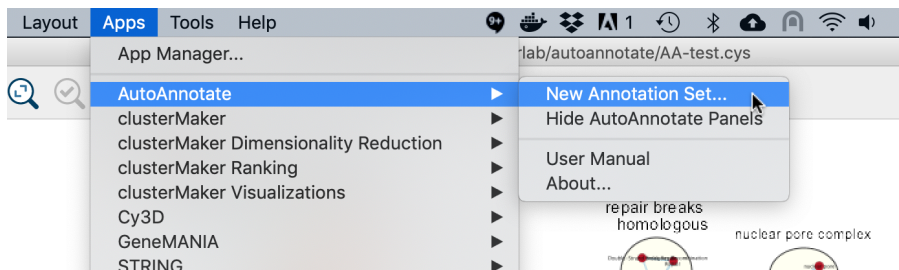 Layout Apps Tools Help 9+ 1
App Manager...
lab/autoannotate/AA-test.cys
AutoAnnotate
New Annotation Set...
clusterMaker
Hide AutoAnnotate Panels
clusterMaker Dimensionality Reduction
clusterMaker Ranking
User Manual
clusterMaker Visualizations
About...
Cy3D
repair breaks
homologous
GeneMANIA
nuclear pore complex
STRING